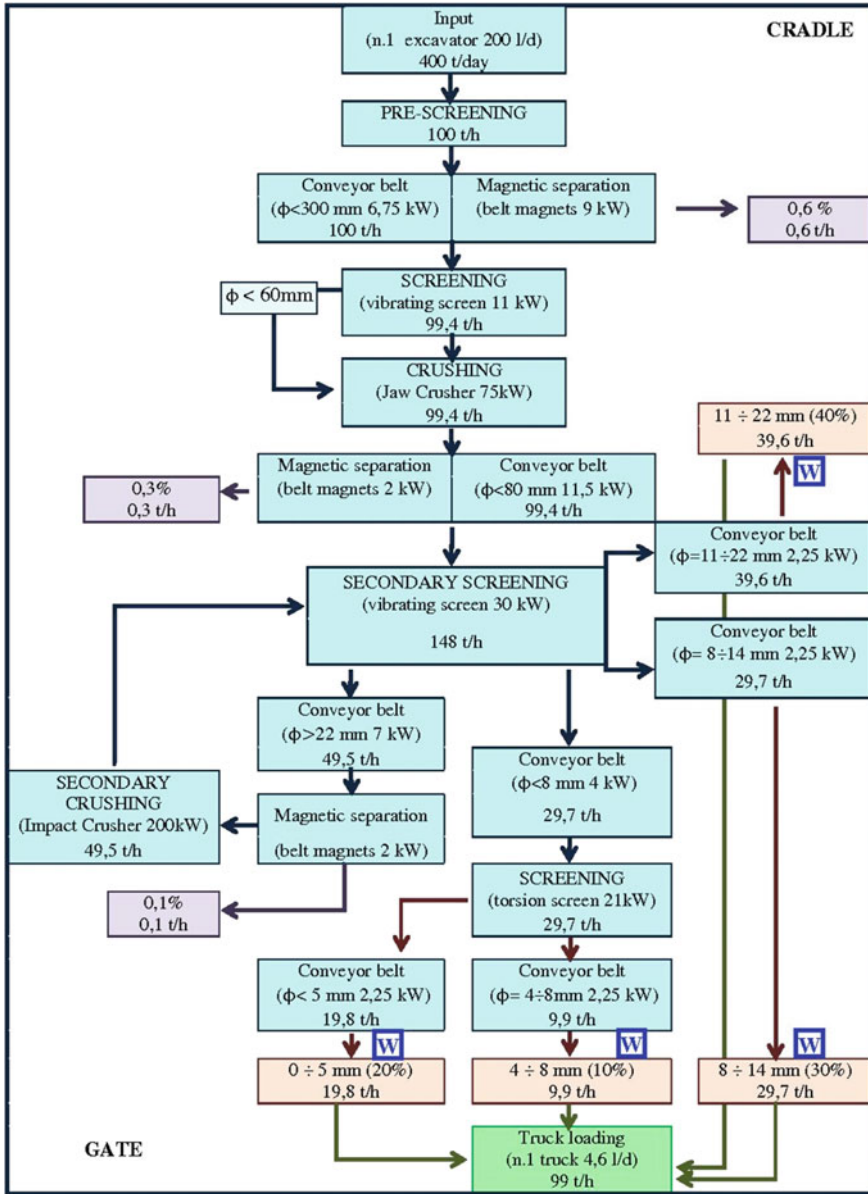 CRADLE
Input
(n.1 excavator 200 l/d)
400 t/day
PRE-SCREENING
100 t/h
Conveyor belt
(ϕ<300 mm 6,75 kW)
100 t/h
Magnetic separation
(belt magnets 9 kW)
0,6 %
0,6 t/h
SCREENING
(vibrating screen 11 kW)
99,4 t/h
ϕ < 60mm
CRUSHING
(Jaw Crusher 75kW)
99,4 t/h
11 ÷ 22 mm (40%)
39,6 t/h
W
Magnetic separation
(belt magnets 2 kW)
Conveyor belt
(ϕ<80 mm 11,5 kW)
99,4 t/h
0,3%
0,3 t/h
Conveyor belt
(ϕ=11÷22 mm 2,25 kW)
39,6 t/h
SECONDARY SCREENING
(vibrating screen 30 kW)
148 t/h
Conveyor belt
(ϕ= 8÷14 mm 2,25 kW)
29,7 t/h
Conveyor belt
(ϕ>22 mm 7 kW)
49,5 t/h
Conveyor belt
(ϕ<8 mm 4 kW)
29,7 t/h
SECONDARY
CRUSHING
(Impact Crusher 200kW)
49,5 t/h
Magnetic separation
(belt magnets 2 kW)
0,1%
0,1 t/h
SCREENING
(torsion screen 21kW)
29,7 t/h
Conveyor belt
(ϕ< 5 mm 2,25 kW)
19,8 t/h
Conveyor belt
(ϕ= 4÷8mm 2,25 kW)
9,9 t/h
W
W
W
0 ÷ 5 mm (20%)
19,8 t/h
4 ÷ 8 mm (10%)
9,9 t/h
8 ÷ 14 mm (30%)
29,7 t/h
GATE
Truck loading
(n.1 truck 4,6 l/d)
99 t/h